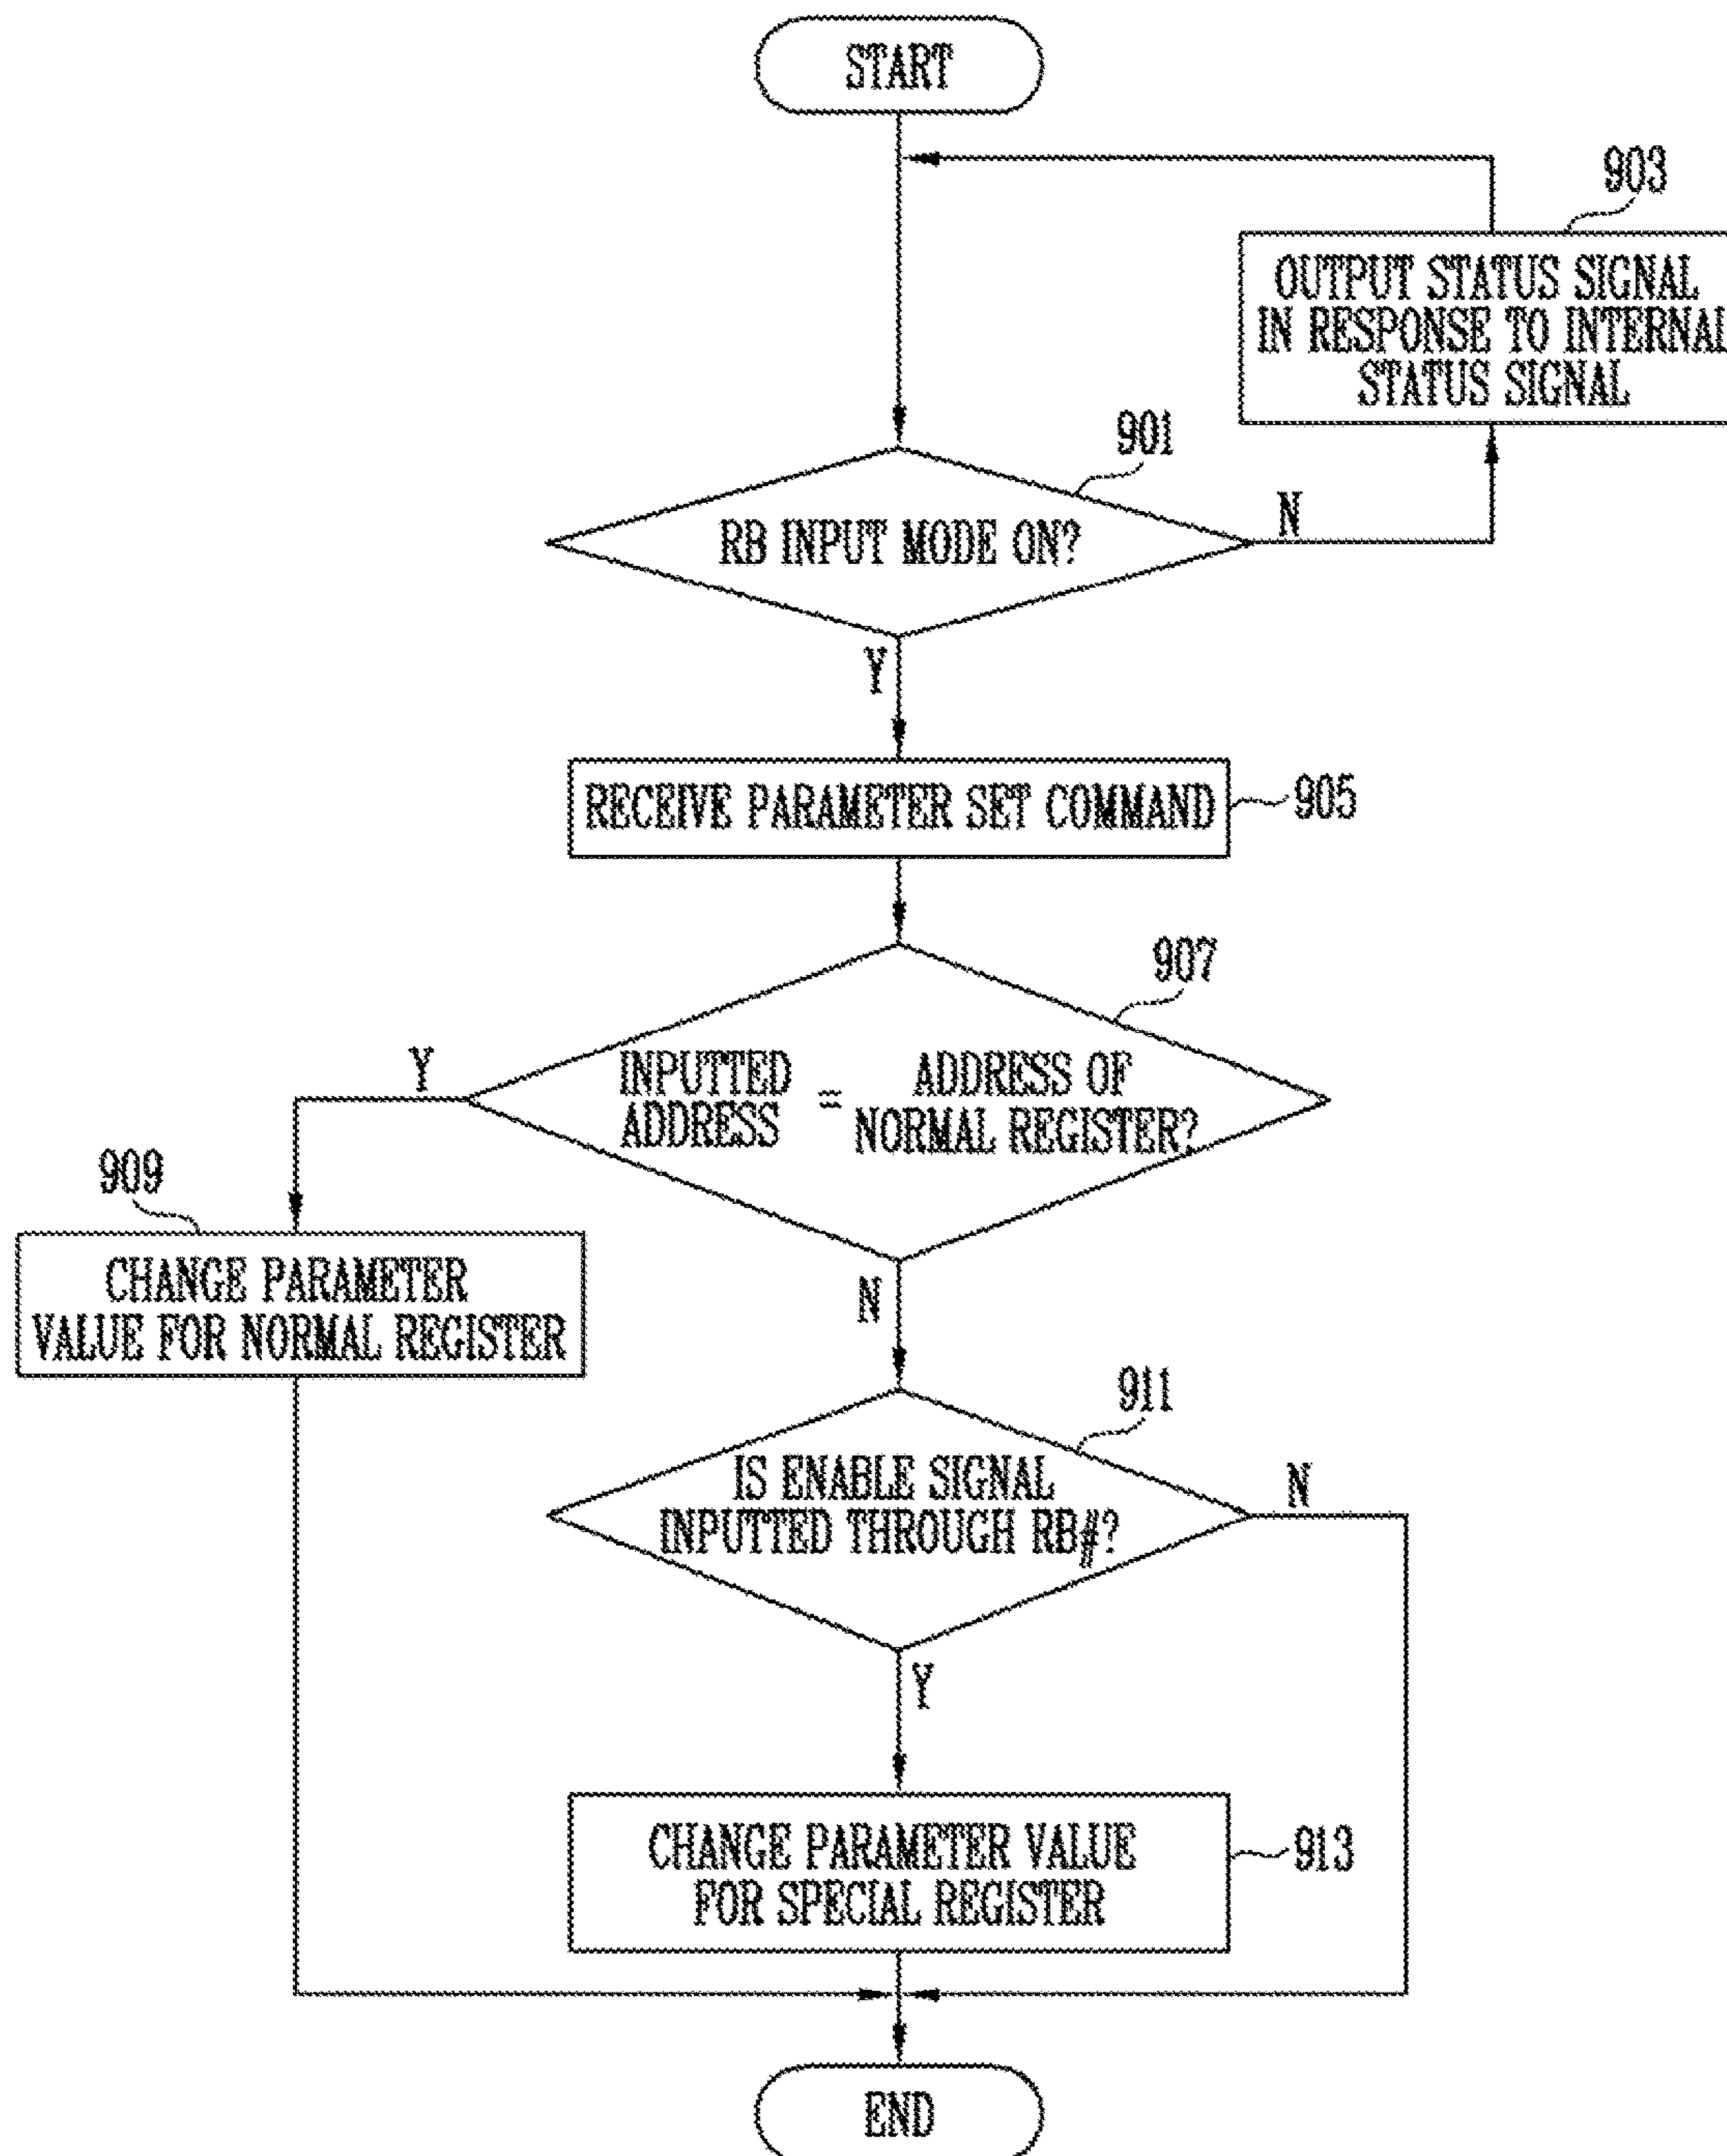 START
903
OUTPUT STATUS SIGNAL
IN RESPONSE TO INTERNAL
STATUS SIGNAL
901
RB INPUT MODE ON?
N
Y
RECEIVE PARAMETER SET COMMAND
905
907
Y
INPUTTED
ADDRESS
=
ADDRESS OF
NORMAL REGISTER?
909
CHANGE PARAMETER
VALUE FOR NORMAL REGISTER
N
911
IS ENABLE SIGNAL
INPUTTED THROUGH RB#?
N
Y
CHANGE PARAMETER VALUE
FOR SPECIAL REGISTER
913
END